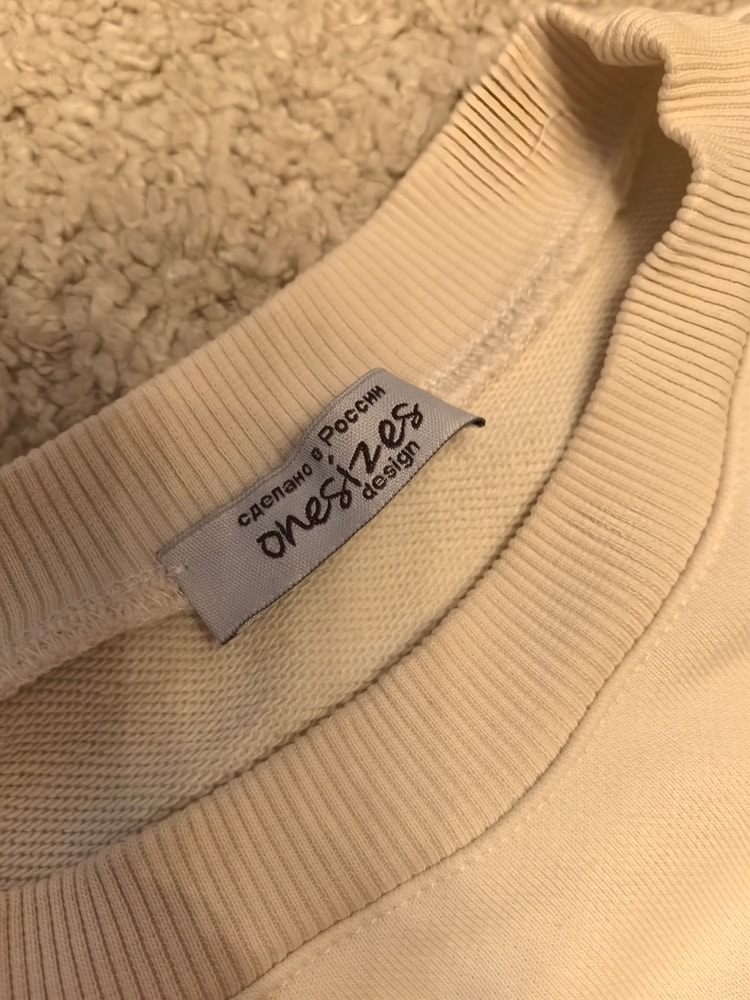 сделано в России
onesizes
design